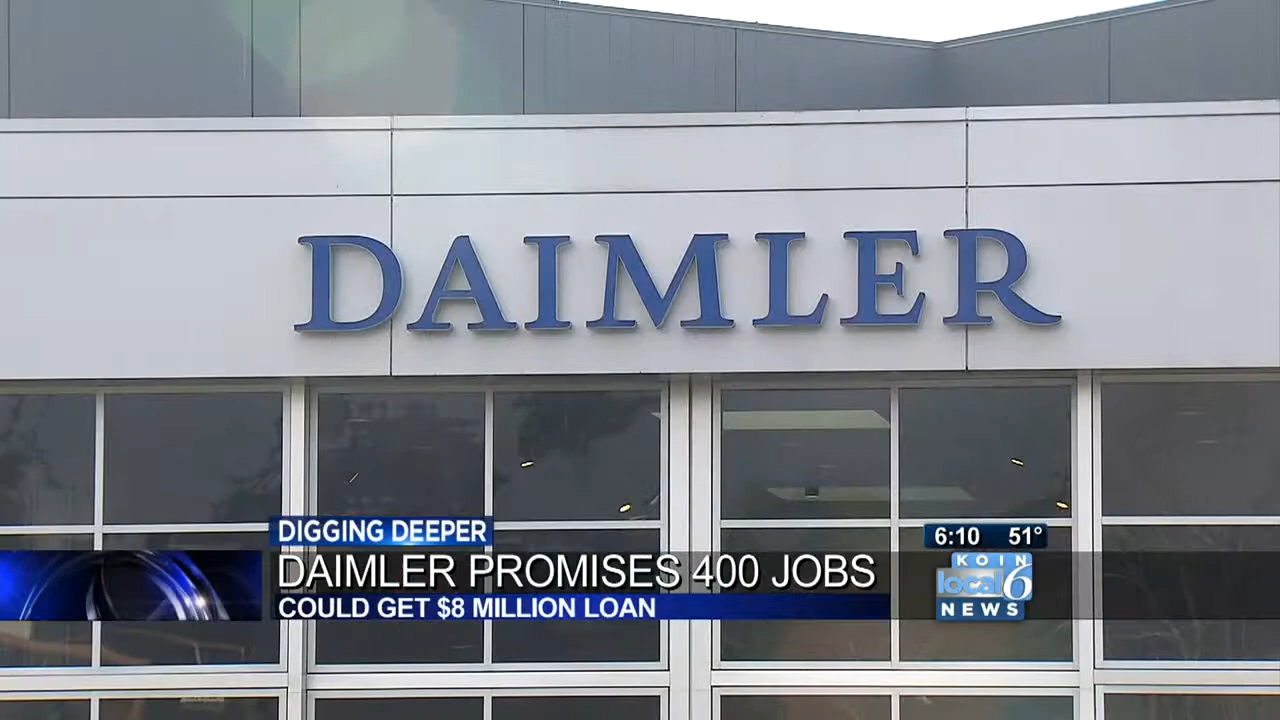 DAIMLER
DIGGING DEEPER
DAIMLER PROMISES 400 JOBS
COULD GET $8 MILLION LOAN
6:10 51°
KOIN
local 6
NEWS